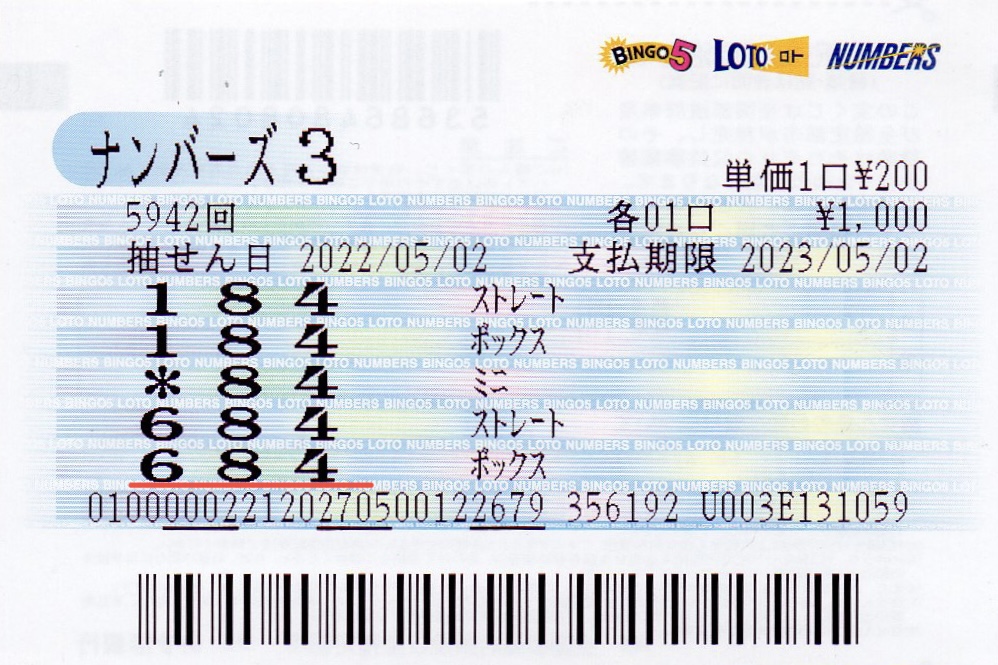 BINGO5 LOTO ロト NUMBERS
ナンバーズ 3
単価1口¥200
5942回 各01口 ¥1,000
抽せん日 2022/05/02 支払期限 2023/05/02
1 8 4 ストレート
1 8 4 ボックス
* 8 4 ミニ
6 8 4 ストレート
6 8 4 ボックス
0100000221202705001222679 356192 U003E131059